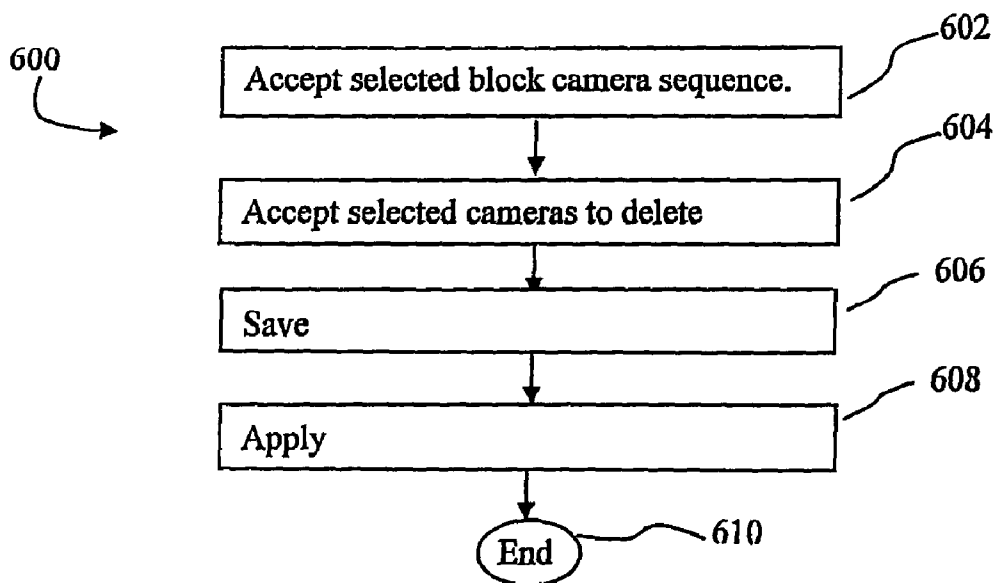 600
602
Accept selected block camera sequence.
604
Accept selected cameras to delete
606
Save
608
Apply
610
End